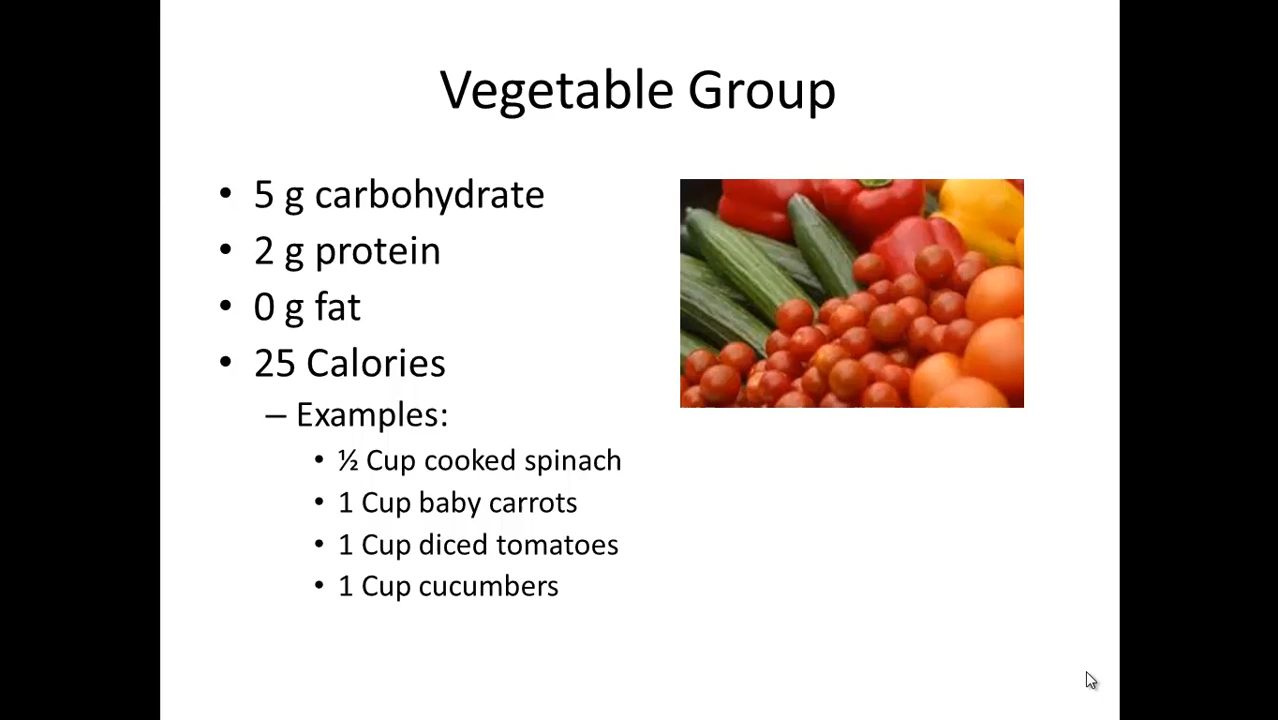 Vegetable Group
• 5 g carbohydrate
• 2 g protein
• 0 g fat
• 25 Calories
– Examples:
• ½ Cup cooked spinach
• 1 Cup baby carrots
• 1 Cup diced tomatoes
• 1 Cup cucumbers